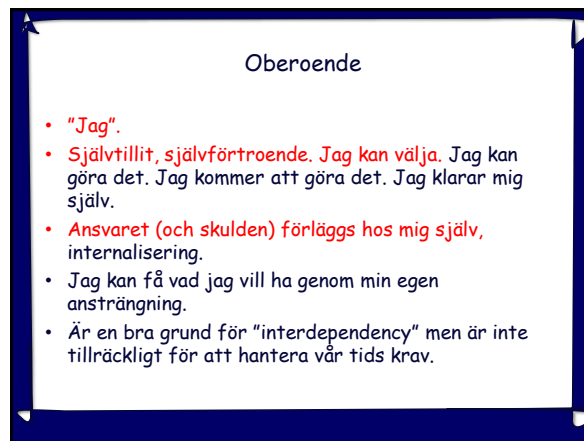 Oberoende
• "Jag".
• Självtillit, självförtroende. Jag kan välja. Jag kan
göra det. Jag kommer att göra det. Jag klarar mig
själv.
• Ansvaret (och skulden) förläggs hos mig själv,
internalisering.
• Jag kan få vad jag vill ha genom min egen
ansträngning.
• Är en bra grund för "interdependency" men är inte
tillräckligt för att hantera vår tids krav.